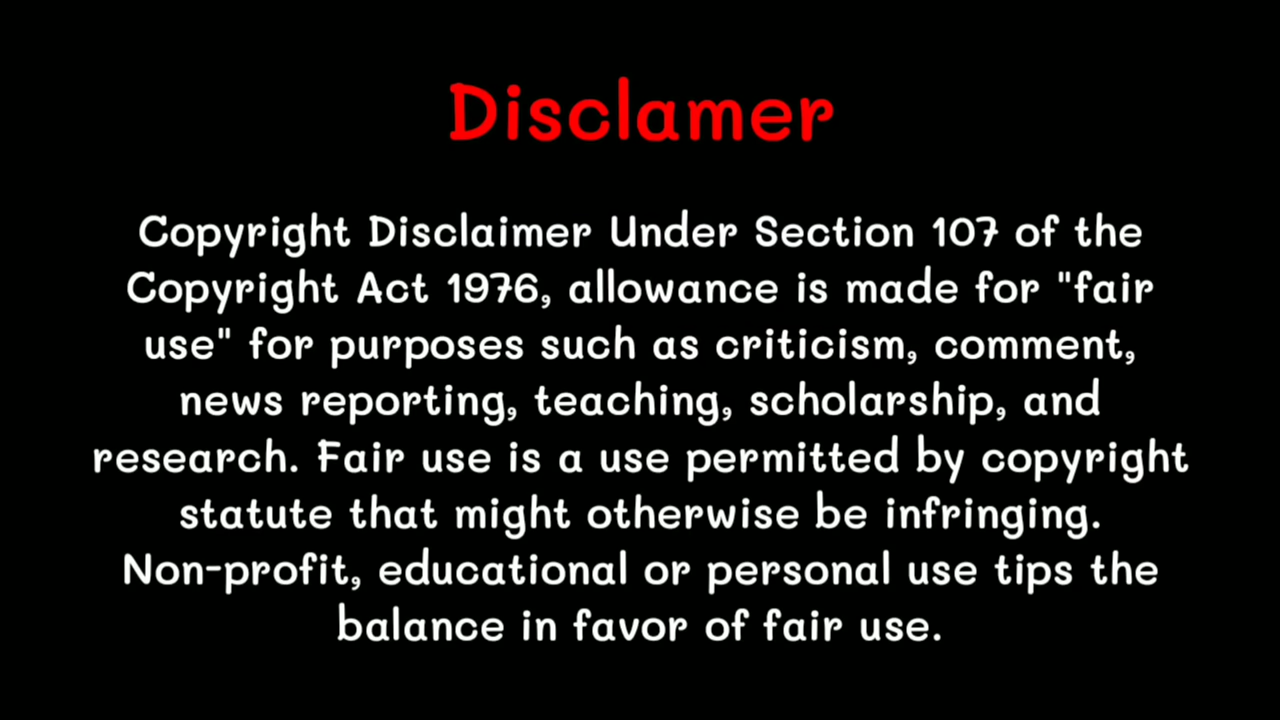 Disclamer
Copyright Disclaimer Under Section 107 of the
Copyright Act 1976, allowance is made for "fair
use" for purposes such as criticism, comment,
news reporting, teaching, scholarship, and
research. Fair use is a use permitted by copyright
statute that might otherwise be infringing.
Non-profit, educational or personal use tips the
balance in favor of fair use.